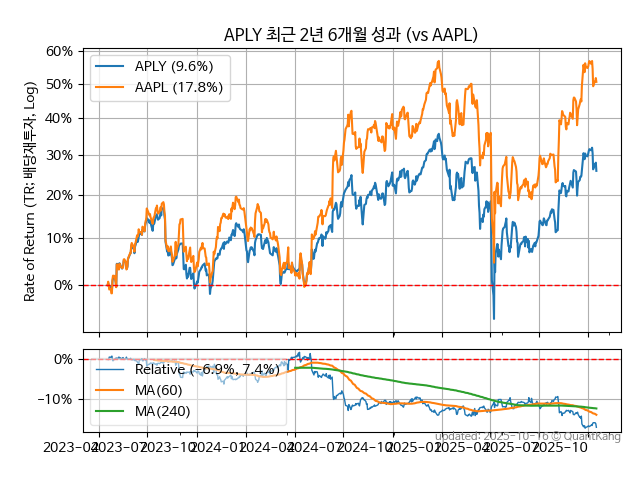 APLY 최근 2년 6개월 성과 (vs AAPL)
Rate of Return (TR: 배당재투자, Log)
60%
50%
40%
30%
20%
10%
0%
APLY (9.6%)
AAPL (17.8%)
0%
−10%
Relative (−6.9%, 7.4%)
MA(60)
MA(240)
updated: 2025-10-16 © QuantKang
2023-04
2023-07
2023-10
2024-01
2024-04
2024-07
2024-10
2025-01
2025-04
2025-07
2025-10